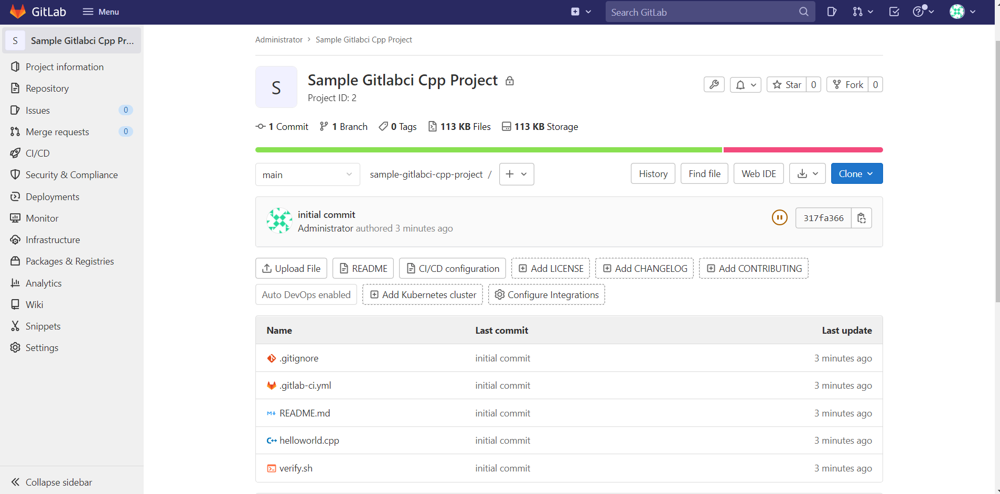 GitLab
Menu
Search GitLab
S Sample Gitlabci Cpp Pr...
Project information
Repository
Issues 0
Merge requests 0
CI/CD
Security & Compliance
Deployments
Monitor
Infrastructure
Packages & Registries
Analytics
Wiki
Snippets
Settings
Collapse sidebar
Administrator > Sample Gitlabci Cpp Project
S
Sample Gitlabci Cpp Project
Project ID: 2
Star 0 Fork 0
1 Commit 1 Branch 0 Tags 113 KB Files 113 KB Storage
main sample-gitlabci-cpp-project / + History Find file Web IDE Clone
initial commit
Administrator authored 3 minutes ago
317fa366
Upload File README CI/CD configuration Add LICENSE Add CHANGELOG Add CONTRIBUTING
Auto DevOps enabled Add Kubernetes cluster Configure Integrations
Name Last commit Last update
.gitignore initial commit 3 minutes ago
.gitlab-ci.yml initial commit 3 minutes ago
README.md initial commit 3 minutes ago
C++ helloworld.cpp initial commit 3 minutes ago
verify.sh initial commit 3 minutes ago